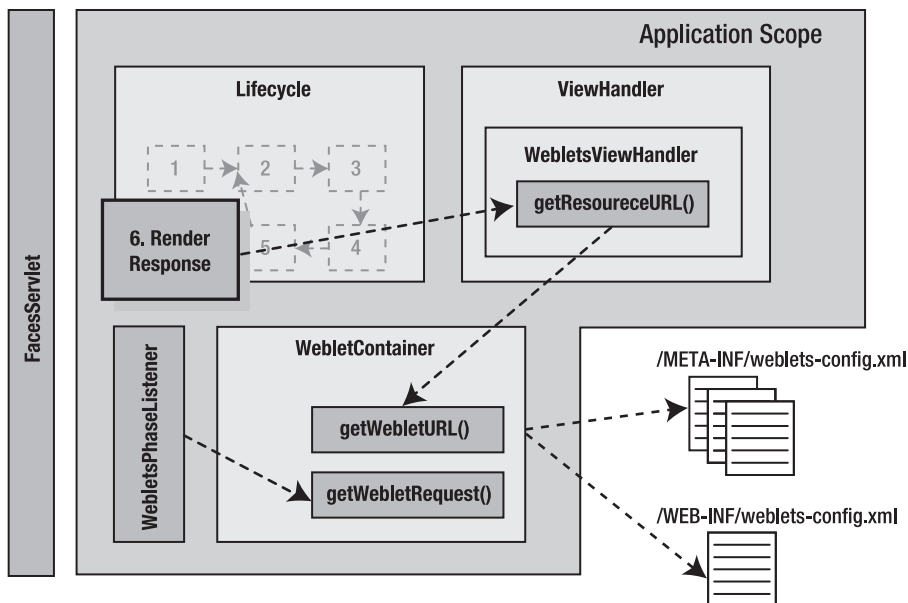 FacesServlet
Application Scope
Lifecycle
1
2
3
5
4
6. Render
Response
ViewHandler
WebletsViewHandler
getResoureceURL()
WebletsPhaseListener
WebletContainer
getWebletURL()
getWebletRequest()
/META-INF/weblets-config.xml
/WEB-INF/weblets-config.xml